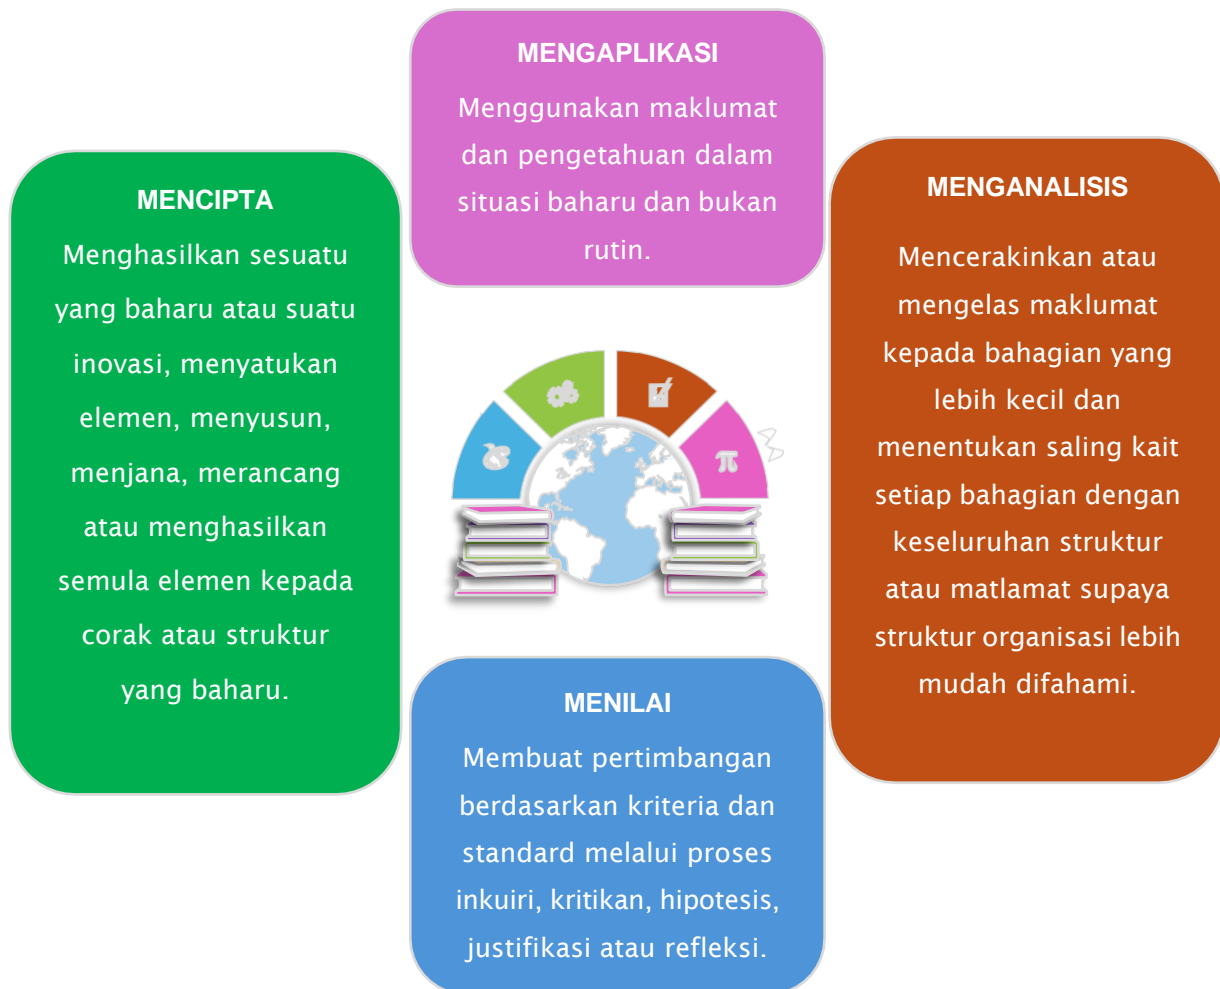 MENGAPLIKASI
Menggunakan maklumat
dan pengetahuan dalam
situasi baharu dan bukan
rutin.
MENCIPTA
Menghasilkan sesuatu
yang baharu atau suatu
inovasi, menyatukan
elemen, menyusun,
menjana, merancang
atau menghasilkan
semula elemen kepada
corak atau struktur
yang baharu.
MENGANALISIS
Mencerakinkan atau
mengelas maklumat
kepada bahagian yang
lebih kecil dan
menentukan saling kait
setiap bahagian dengan
keseluruhan struktur
atau matlamat supaya
struktur organisasi lebih
mudah difahami.
π
MENILAI
Membuat pertimbangan
berdasarkan kriteria dan
standard melalui proses
inkuiri, kritikan, hipotesis,
justifikasi atau refleksi.